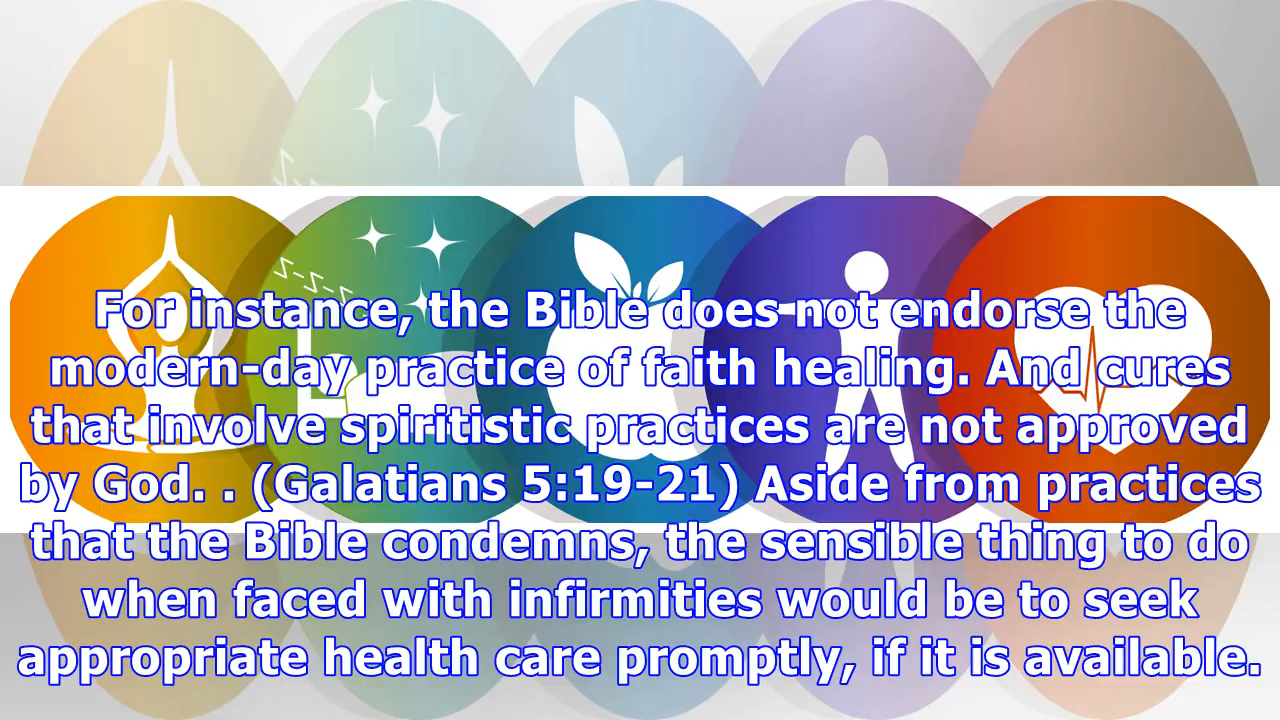 For instance, the Bible does not endorse the
modern-day practice of faith healing. And cures
that involve spiritistic practices are not approved
by God. . (Galatians 5:19-21) Aside from practices
that the Bible condemns, the sensible thing to do
when faced with infirmities would be to seek
appropriate health care promptly, if it is available.